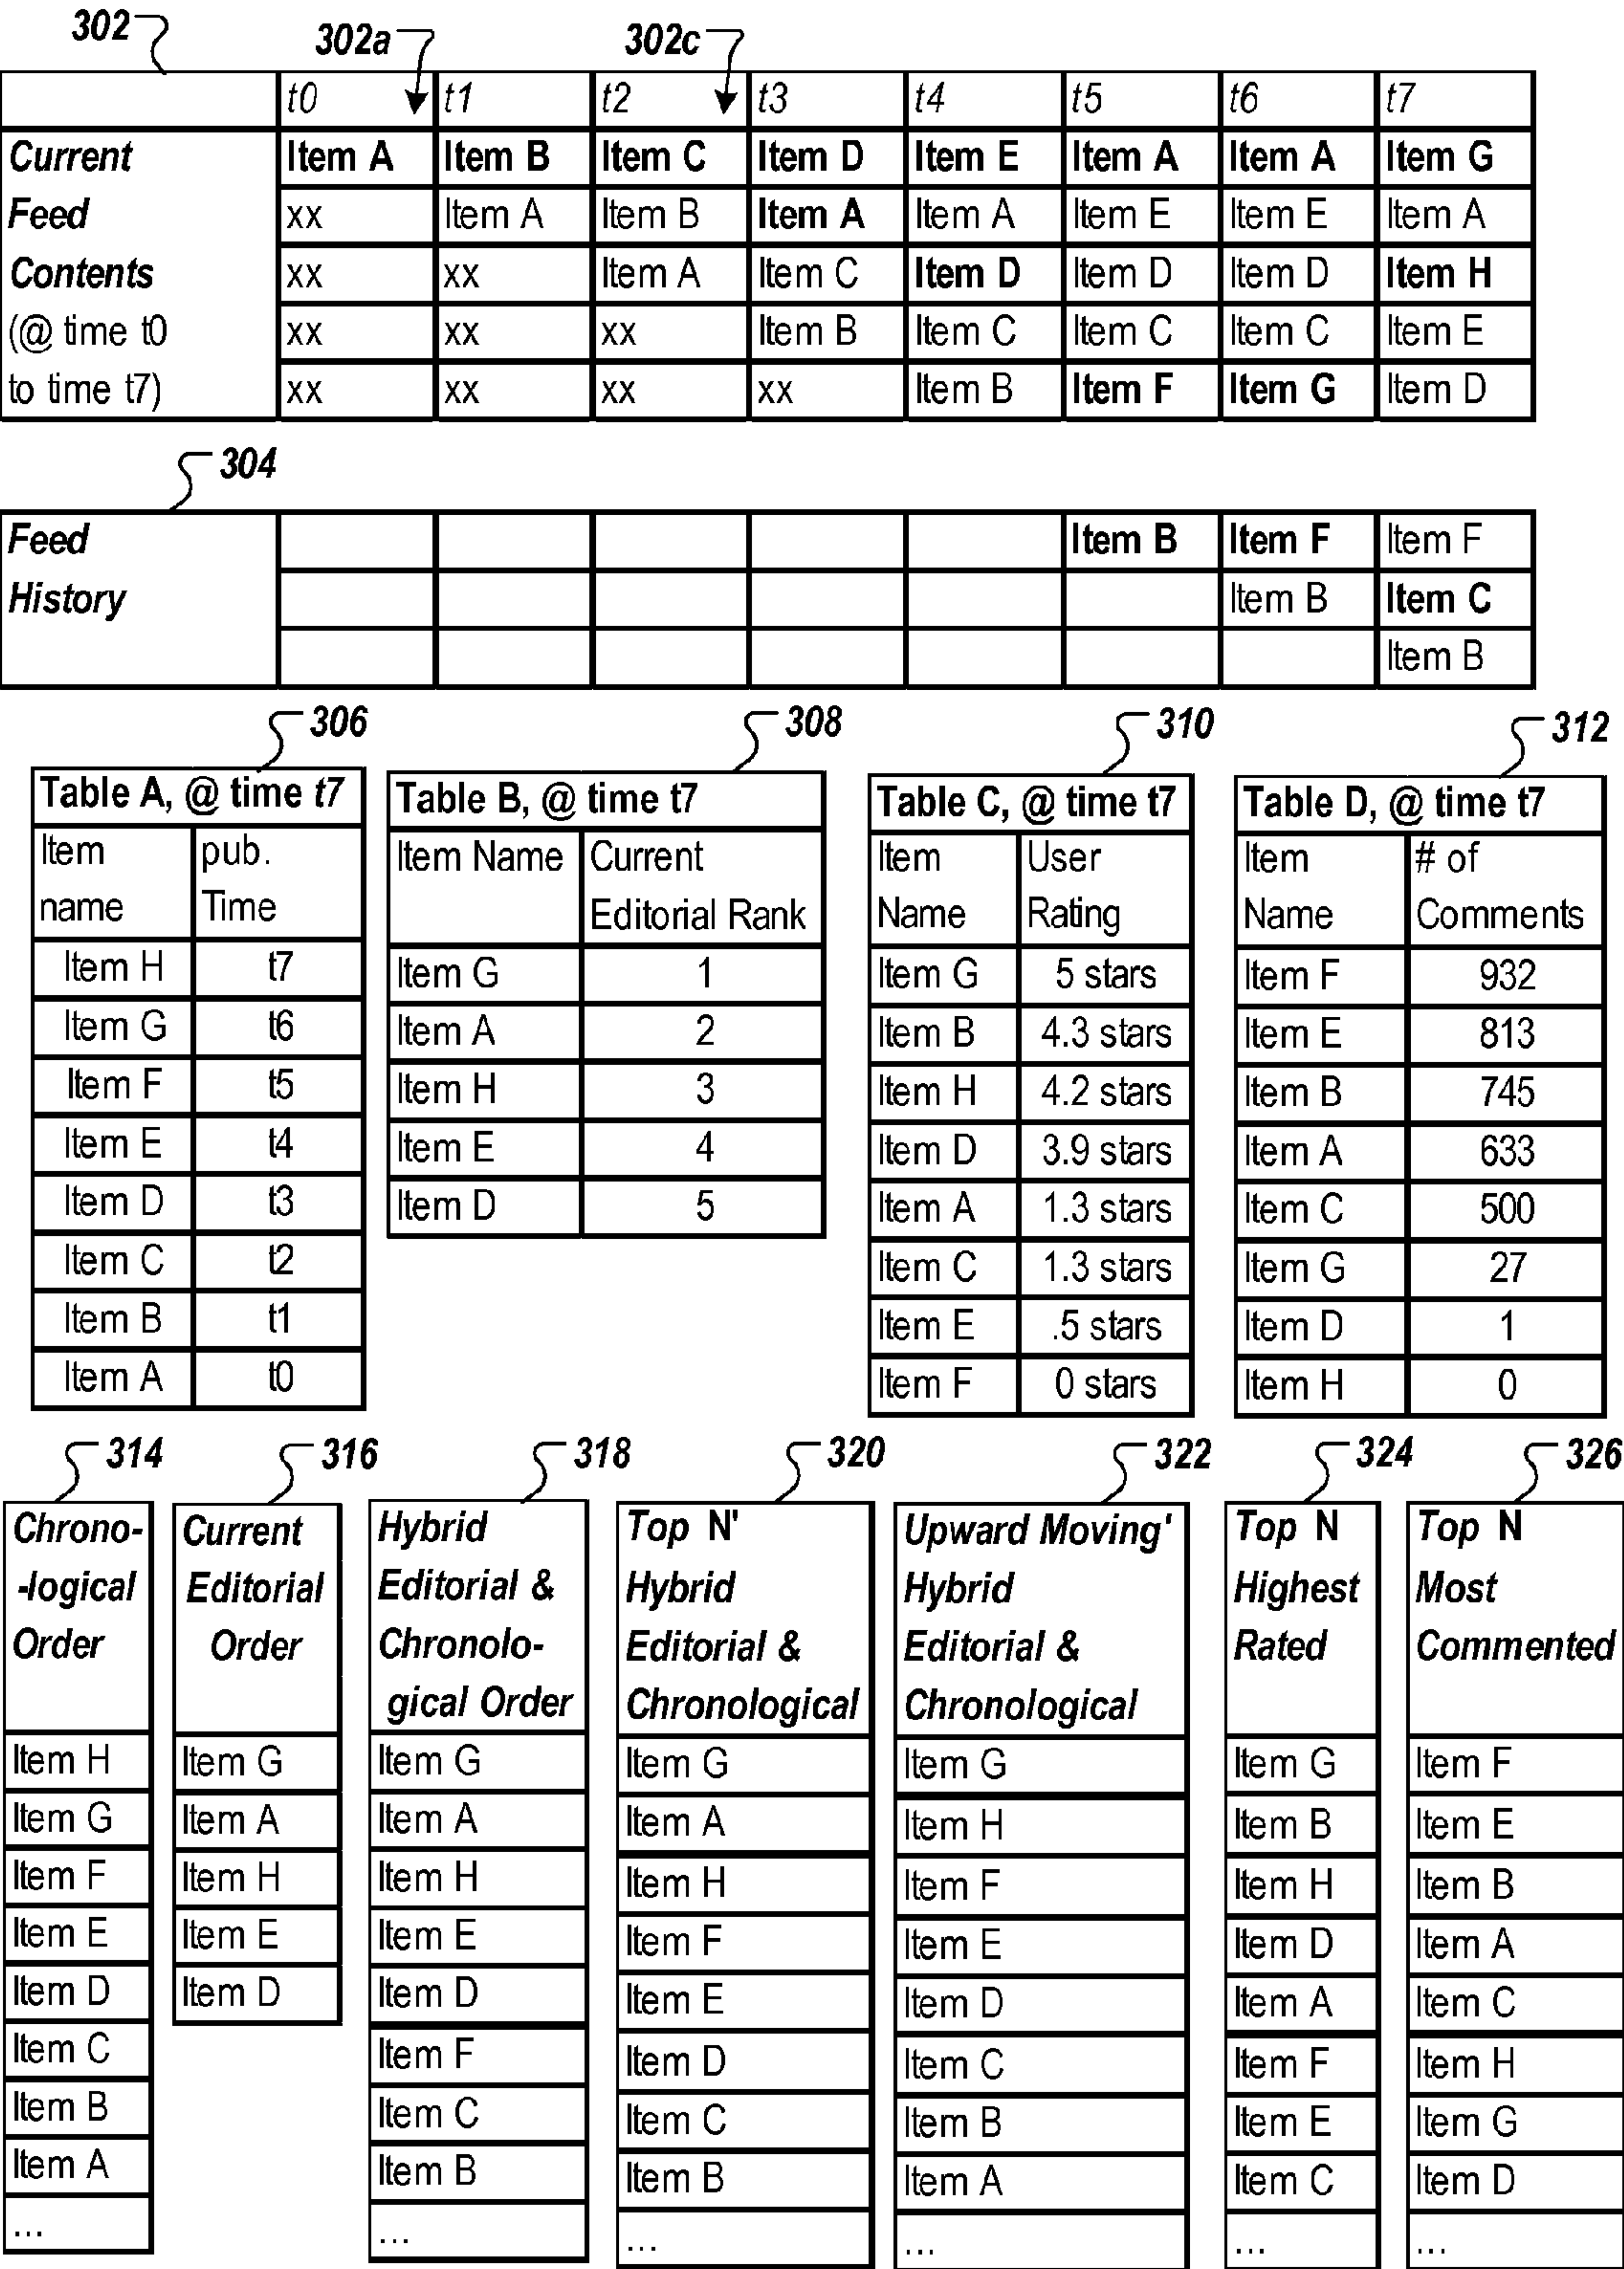 302 302a 302c
t0 t1 t2 t3 t4 t5 t6 t7
Current Item A Item B Item C Item D Item E Item A Item A Item G
Feed xx Item A Item B Item A Item A Item E Item E Item A
Contents xx xx Item A Item C Item D Item D Item D Item H
(@ time t0 xx xx xx Item B Item C Item C Item C Item E
to time t7) xx xx xx xx Item B Item F Item G Item D
304
Feed Item B Item F Item F
History Item B Item C
Item B
306 308 310 312
Table A, @ time t7
Item pub.
name Time
Item H t7
Item G t6
Item F t5
Item E t4
Item D t3
Item C t2
Item B t1
Item A t0
Table B, @ time t7
Item Name Current
Editorial Rank
Item G 1
Item A 2
Item H 3
Item E 4
Item D 5
Table C, @ time t7
Item User
Name Rating
Item G 5 stars
Item B 4.3 stars
Item H 4.2 stars
Item D 3.9 stars
Item A 1.3 stars
Item C 1.3 stars
Item E .5 stars
Item F 0 stars
Table D, @ time t7
Item # of
Name Comments
Item F 932
Item E 813
Item B 745
Item A 633
Item C 500
Item G 27
Item D 1
Item H 0
314 316 318 320 322 324 326
Chrono-
-logical
Order
Item H
Item G
Item F
Item E
Item D
Item C
Item B
Item A
...
Current
Editorial
Order
Item G
Item A
Item H
Item E
Item D
Hybrid
Editorial &
Chronolo-
gical Order
Item G
Item A
Item H
Item E
Item D
Item F
Item C
Item B
...
Top N'
Hybrid
Editorial &
Chronological
Item G
Item A
Item H
Item F
Item E
Item D
Item C
Item B
...
Upward Moving'
Hybrid
Editorial &
Chronological
Item G
Item H
Item F
Item E
Item D
Item C
Item B
Item A
...
Top N
Highest
Rated
Item G
Item B
Item H
Item D
Item A
Item F
Item E
Item C
...
Top N
Most
Commented
Item F
Item E
Item B
Item A
Item C
Item H
Item G
Item D
...